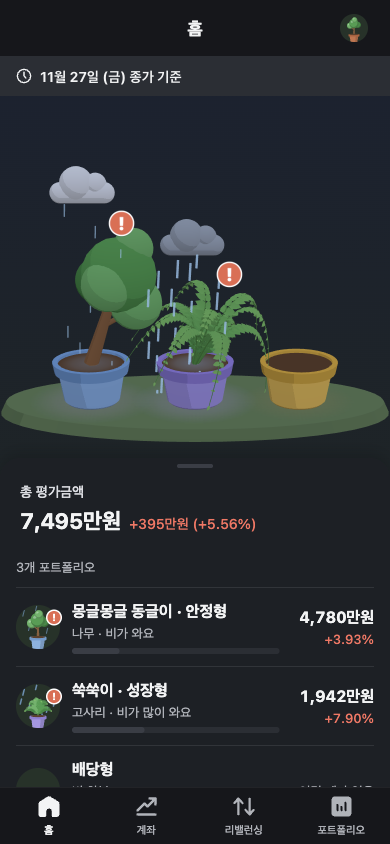 홈
11월 27일 (금) 종가 기준
!
!
총 평가금액
7,495만원 +395만원 (+5.56%)
3개 포트폴리오
!
몽글몽글 동글이 · 안정형
4,780만원
나무 · 비가 와요
+3.93%
!
쑥쑥이 · 성장형
1,942만원
고사리 · 비가 많이 와요
+7.90%
배당형
홈
계좌
리밸런싱
포트폴리오